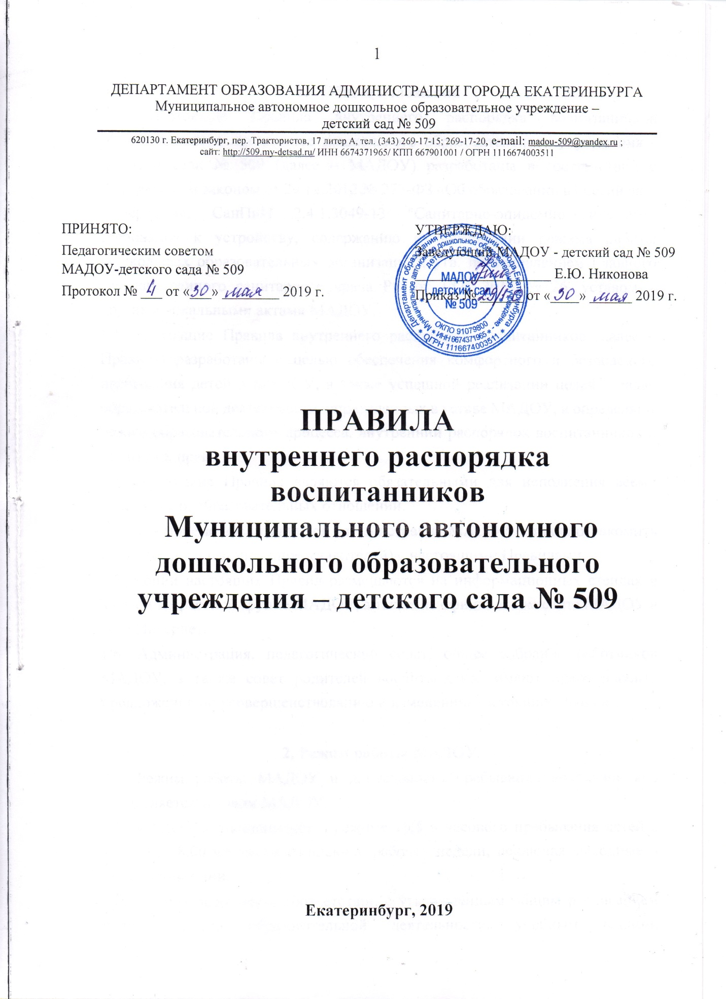 1
ДЕПАРТАМЕНТ ОБРАЗОВАНИЯ АДМИНИСТРАЦИИ ГОРОДА ЕКАТЕРИНБУРГА
Муниципальное автономное дошкольное образовательное учреждение –
детский сад № 509
620130 г. Екатеринбург, пер. Трактористов, 17 литер А, тел. (343) 269-17-15; 269-17-20, e-mail: madou-509@yandex.ru ;
сайт: http://509.my-detsad.ru/ ИНН 6674371965/ КПП 667901001 / ОГРН 1116674003511
ПРИНЯТО:
Педагогическим советом
МАДОУ-детского сада № 509
Протокол № 4 от «30» мая 2019 г.
УТВЕРЖДАЮ:
Заведующий МАДОУ - детский сад № 509
Е.Ю. Никонова
Приказ № от «30» мая 2019 г.
Департамент образования Администрации города Екатеринбурга
* ОГРН 1116674003511 *
Муниципальное автономное дошкольное образовательное учреждение -
* ИНН 6674371965 *
детский сад № 509
ОКПО 91079800
МАДОУ-
детский сад
№ 509
ПРАВИЛА
внутреннего распорядка
воспитанников
Муниципального автономного
дошкольного образовательного
учреждения – детского сада № 509
Екатеринбург, 2019